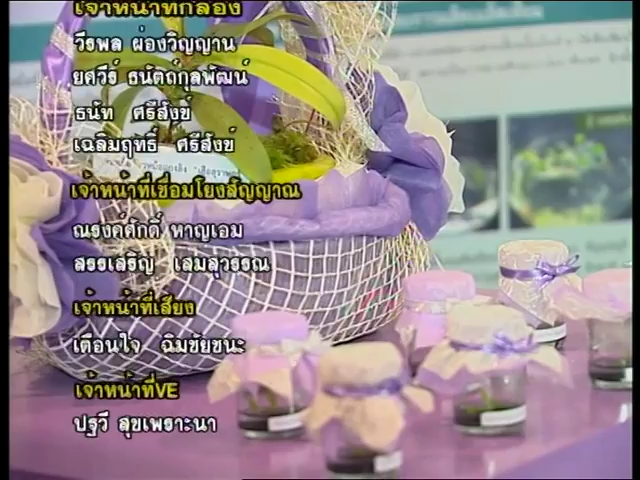 เจ้าหน้าที่กล้อง
วีรพล ผ่องวิญญาน
ยศวีร์ ธนัตถ์กุลพัฒน์
ธนัท ศรีสังข์
เฉลิมฤทธิ์ ศรีสังข์
เจ้าหน้าที่เชื่อมโยงสัญญาณ
ณรงค์ศักดิ์ หาญเอม
สรรเสริญ เสมสุวรรณ
เจ้าหน้าที่เสียง
เตือนใจ ฉิมชัยชนะ
เจ้าหน้าที่VE
ปฐวี สุขเพราะนา